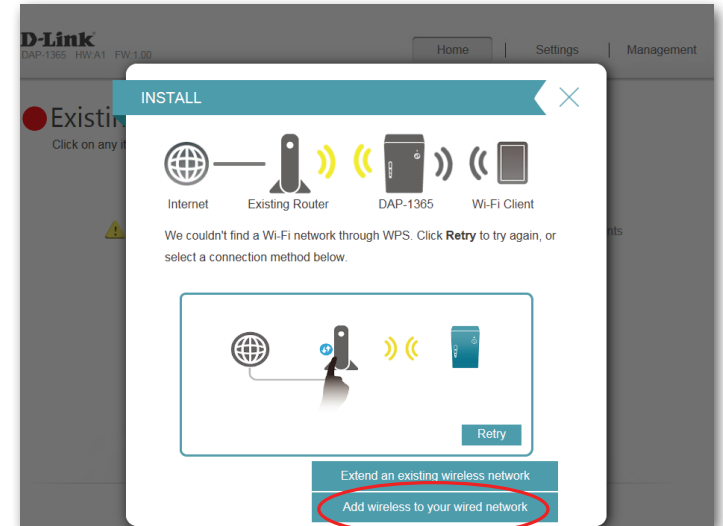 D-Link
DAP-1365 HW:A1 FW:1.00
Home | Settings | Management
INSTALL
Click on any it
Internet Existing Router DAP-1365 Wi-Fi Client
We couldn't find a Wi-Fi network through WPS. Click Retry to try again, or
select a connection method below.
Retry
Extend an existing wireless network
Add wireless to your wired network